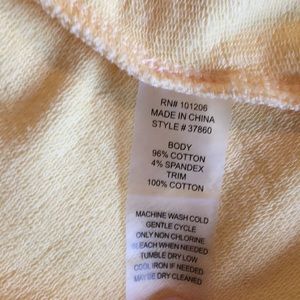 RN# 101206
MADE IN CHINA
STYLE # 37860
BODY
96% COTTON
4% SPANDEX
TRIM
100% COTTON
MACHINE WASH COLD
GENTLE CYCLE
ONLY NON CHLORINE
BLEACH WHEN NEEDED
TUMBLE DRY LOW
COOL IRON IF NEEDED
MAY BE DRY CLEANED